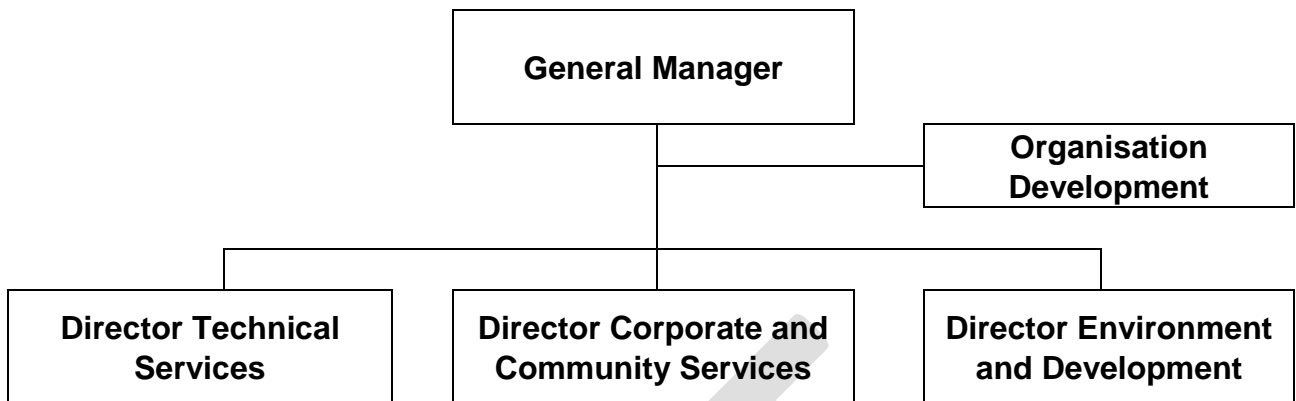 General Manager
Organisation
Development
Director Technical
Services
Director Corporate and
Community Services
Director Environment
and Development